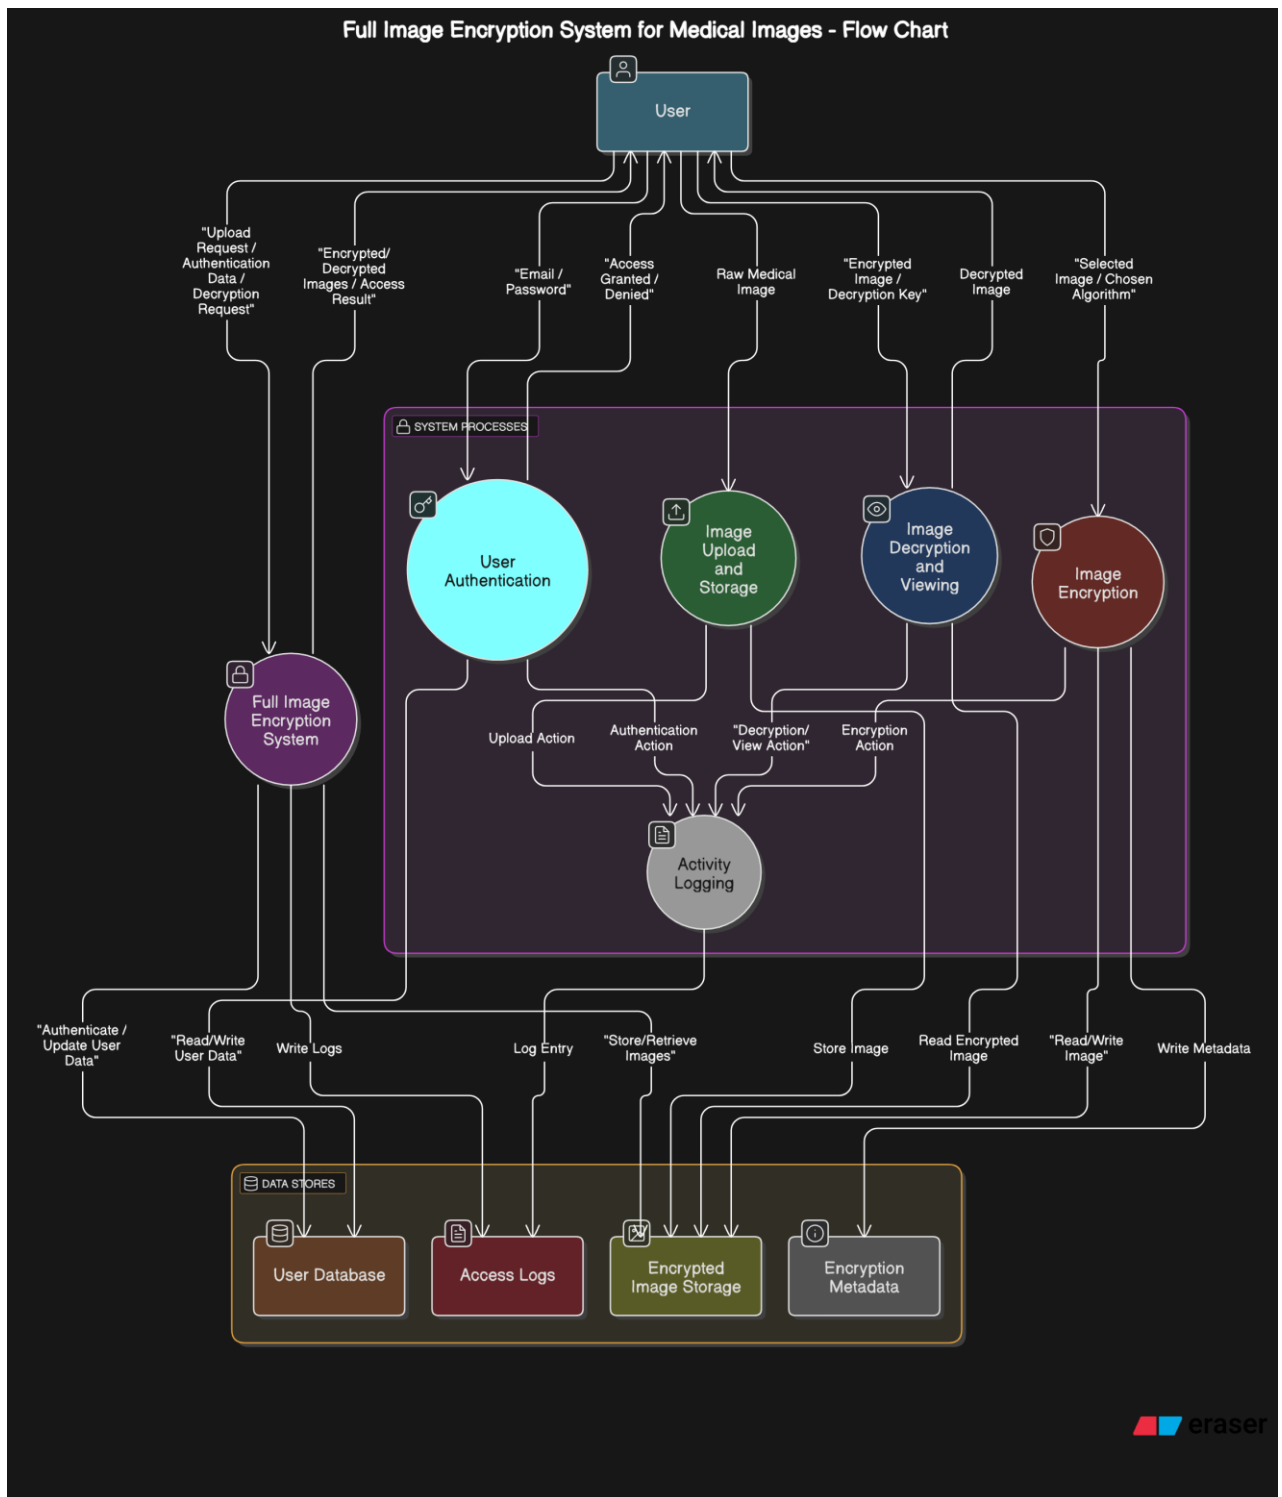 Full Image Encryption System for Medical Images - Flow Chart
User
"Upload
Request /
Authentication
Data /
Decryption
Request"
"Encrypted/
Decrypted
Images / Access
Result"
"Email /
Password"
"Access
Granted /
Denied"
Raw Medical
Image
"Encrypted
Image /
Decryption Key"
Decrypted
Image
"Selected
Image / Chosen
Algorithm"
SYSTEM PROCESSES
User
Authentication
Image
Upload
and
Storage
Image
Decryption
and
Viewing
Image
Encryption
Full Image
Encryption
System
Upload Action
Authentication
Action
"Decryption/
View Action"
Encryption
Action
Activity
Logging
"Authenticate /
Update User
Data"
"Read/Write
User Data"
Write Logs
Log Entry
"Store/Retrieve
Images"
Store Image
Read Encrypted
Image
"Read/Write
Image"
Write Metadata
DATA STORES
User Database
Access Logs
Encrypted
Image Storage
Encryption
Metadata
eraser